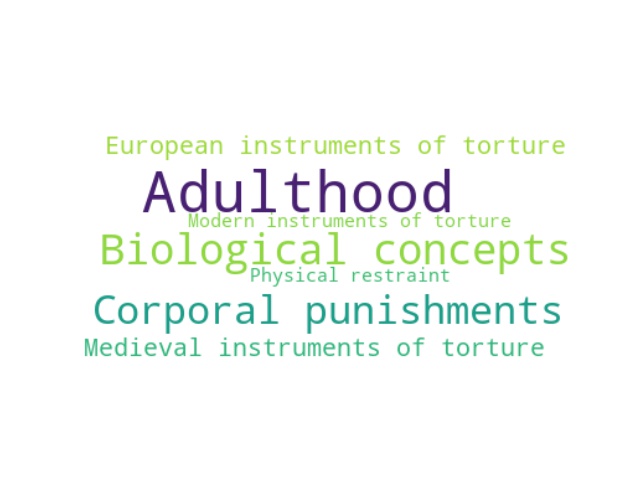 European instruments of torture
Adulthood
Modern instruments of torture
Biological concepts
Physical restraint
Corporal punishments
Medieval instruments of torture